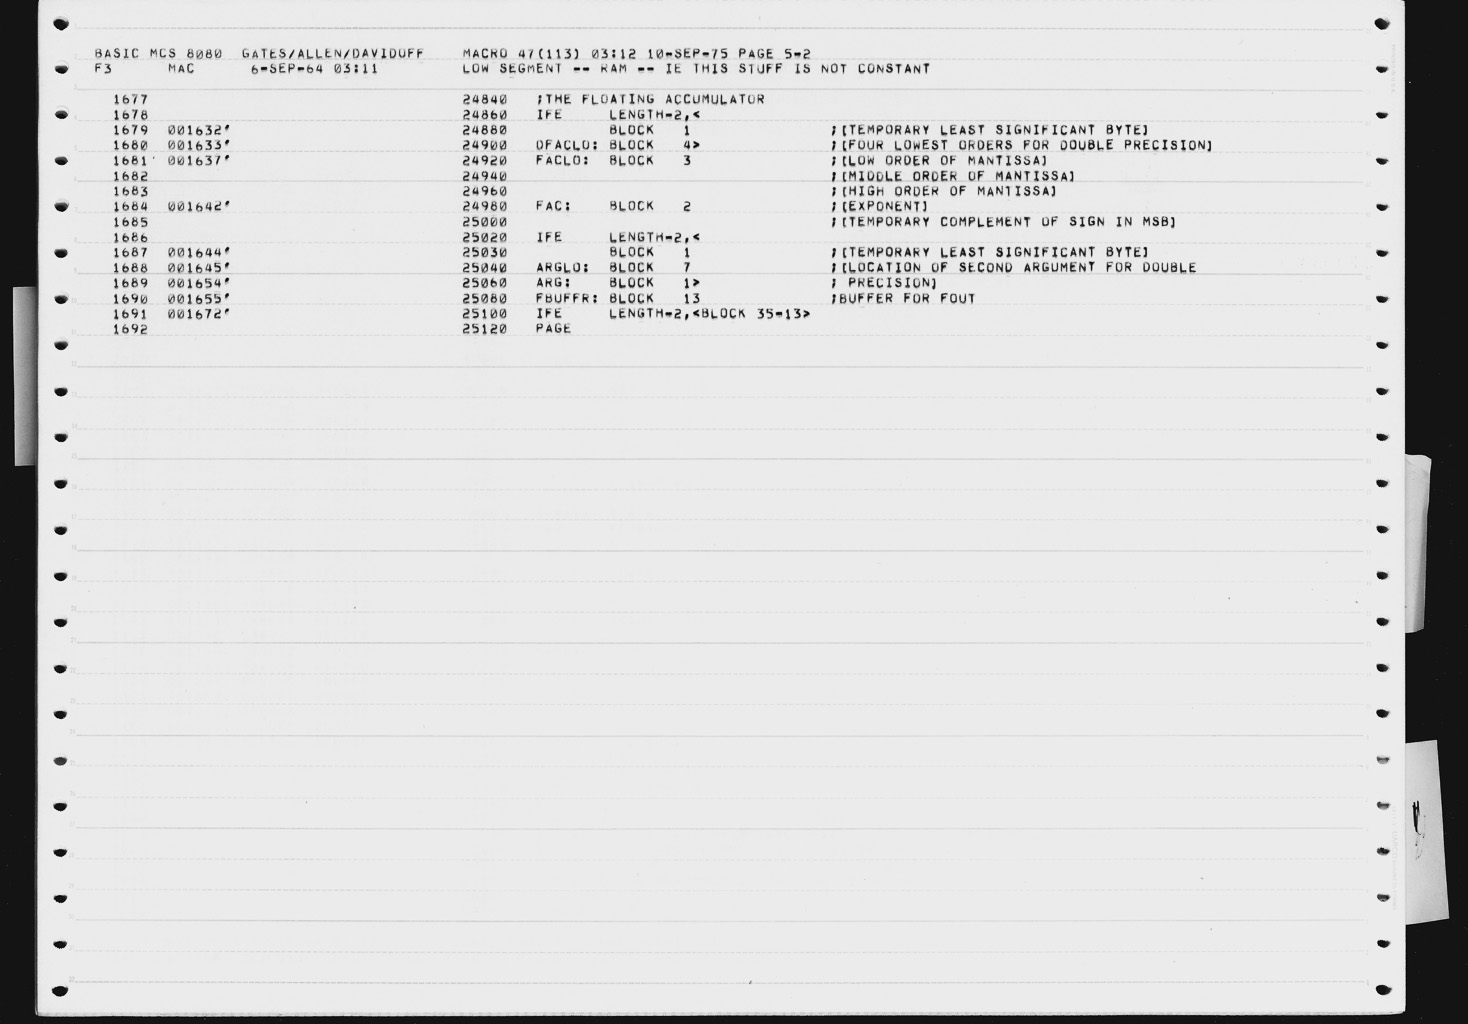 BASIC MCS 8080  GATES/ALLEN/DAVIDOFF    MACRO 47(113) 03:12 10-SEP-75 PAGE 5-2
F3      MAC      6-SEP-64 03:11         LOW SEGMENT -- RAM -- IE THIS STUFF IS NOT CONSTANT
1677    24840   ;THE FLOATING ACCUMULATOR
1678    24860   IFE     LENGTH-2,<
1679  001632'   24880           BLOCK   1       ;[TEMPORARY LEAST SIGNIFICANT BYTE]
1680  001633'   24900   DFACLO: BLOCK   4>      ;[FOUR LOWEST ORDERS FOR DOUBLE PRECISION]
1681  001637'   24920   FACLO:  BLOCK   3       ;[LOW ORDER OF MANTISSA]
1682    24940   ;[MIDDLE ORDER OF MANTISSA]
1683    24960   ;[HIGH ORDER OF MANTISSA]
1684  001642'   24980   FAC:    BLOCK   2       ;[EXPONENT]
1685    25000   ;[TEMPORARY COMPLEMENT OF SIGN IN MSB]
1686    25020   IFE     LENGTH-2,<
1687  001644'   25030           BLOCK   1       ;[TEMPORARY LEAST SIGNIFICANT BYTE]
1688  001645'   25040   ARGLO:  BLOCK   7       ;[LOCATION OF SECOND ARGUMENT FOR DOUBLE
1689  001654'   25060   ARG:    BLOCK   1>      ; PRECISION]
1690  001655'   25080   FBUFFR: BLOCK   13      ;BUFFER FOR FOUT
1691  001672'   25100   IFE     LENGTH-2,<BLOCK 35-13>
1692    25120   PAGE